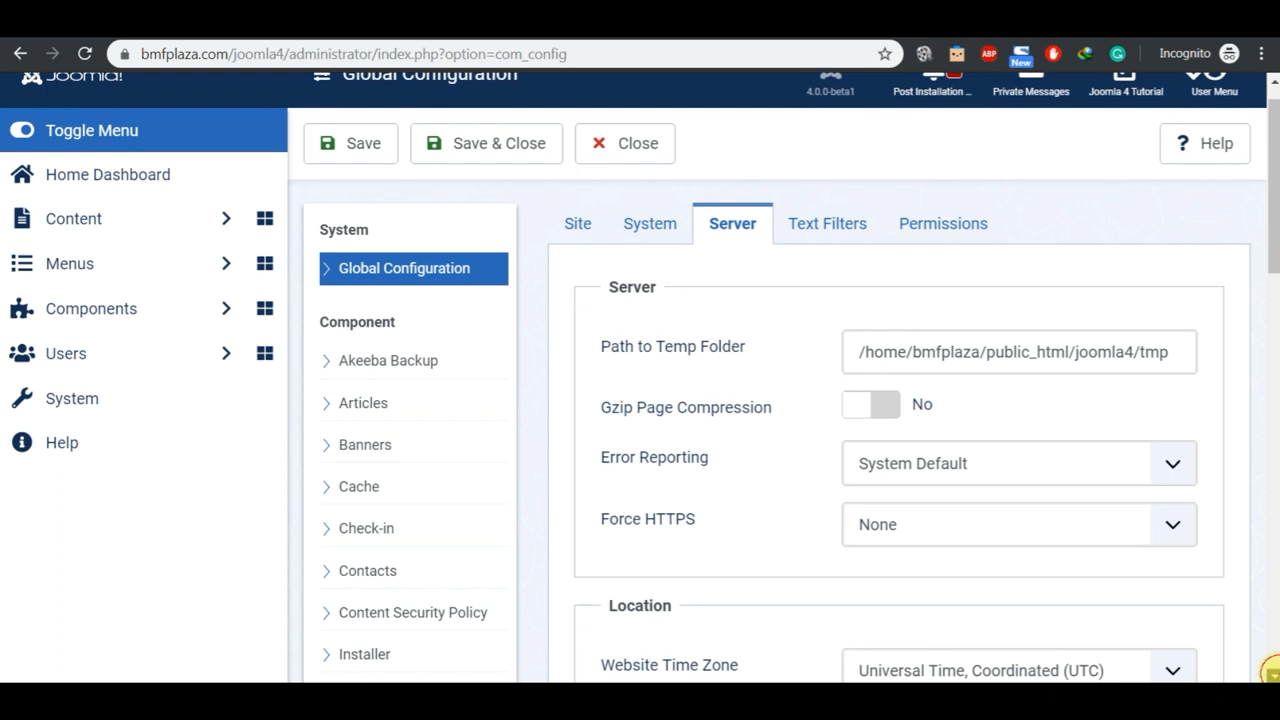 bmfplaza.com/joomla4/administrator/index.php?option=com_config
ABP
New
Incognito
Joomla!
Global Configuration
4.0.0-beta1
Post Installation ...
Private Messages
Joomla 4 Tutorial
User Menu
Toggle Menu
Home Dashboard
Content
Menus
Components
Users
System
Help
Save
Save & Close
Close
? Help
System
Global Configuration
Component
Akeeba Backup
Articles
Banners
Cache
Check-in
Contacts
Content Security Policy
Installer
Site
System
Server
Text Filters
Permissions
Server
Path to Temp Folder
/home/bmfplaza/public_html/joomla4/tmp
Gzip Page Compression
No
Error Reporting
System Default
Force HTTPS
None
Location
Website Time Zone
Universal Time, Coordinated (UTC)